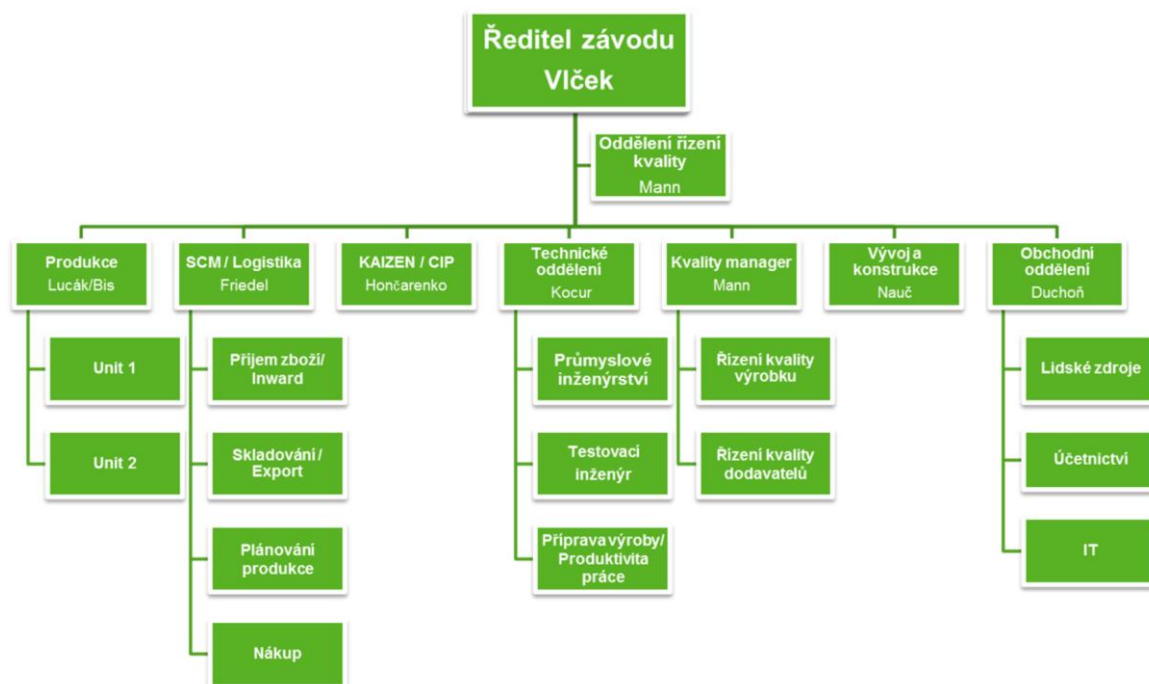 Ředitel závodu
Vlček
Oddělení řízení
kvality
Mann
Produkce
Lucák/Bis
SCM / Logistika
Friedel
KAIZEN / CIP
Hončarenko
Technické
oddělení
Kocur
Kvality manager
Mann
Vývoj a
konstrukce
Nauč
Obchodní
oddělení
Duchoň
Unit 1
Unit 2
Příjem zboží/
Inward
Skladování /
Export
Plánování
produkce
Nákup
Průmyslové
inženýrství
Testovací
inženýr
Příprava výroby/
Produktivita
práce
Řízení kvality
výrobku
Řízení kvality
dodavatelů
Lidské zdroje
Účetnictví
IT